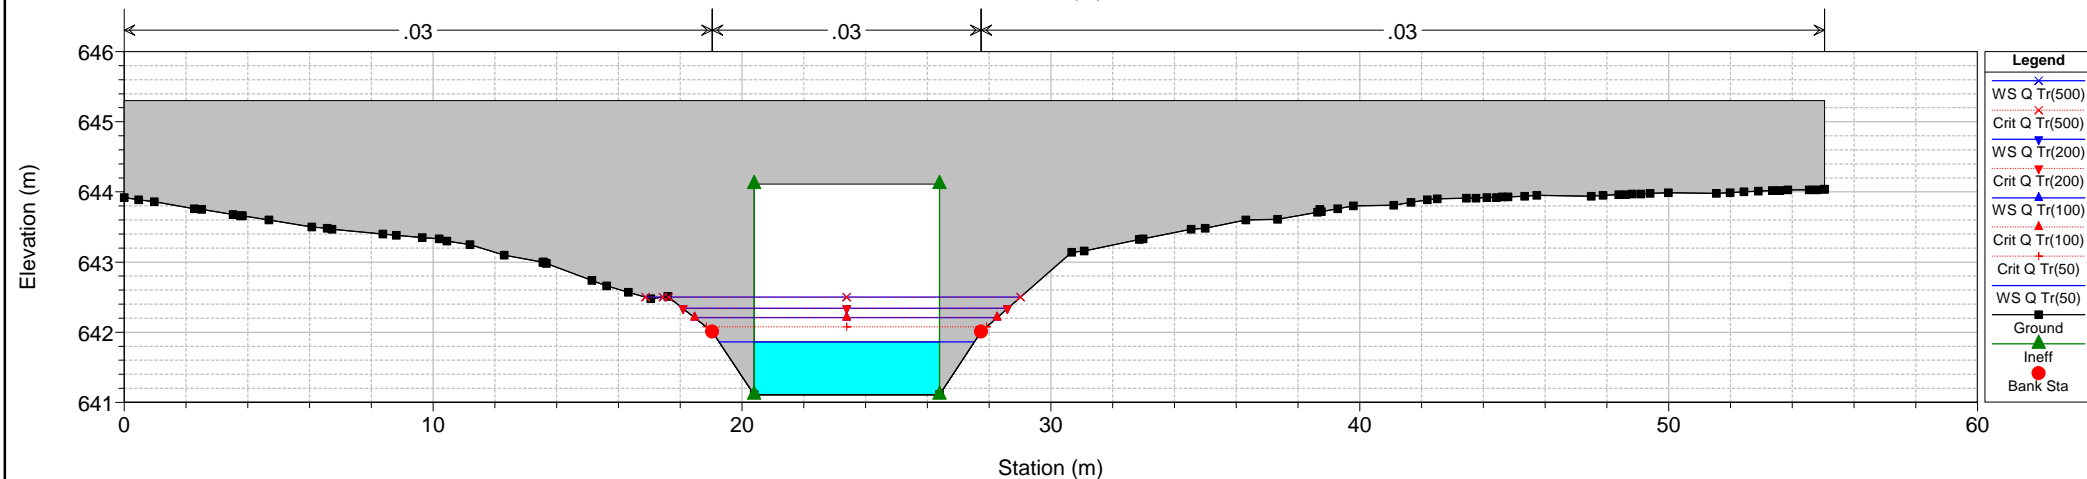 .03
.03
.03
646
645
644
643
642
641
Elevation (m)
0
10
20
30
40
50
60
Station (m)
Legend
WS Q Tr(500)
Crit Q Tr(500)
WS Q Tr(200)
Crit Q Tr(200)
WS Q Tr(100)
Crit Q Tr(100)
Crit Q Tr(50)
WS Q Tr(50)
Ground
Ineff
Bank Sta